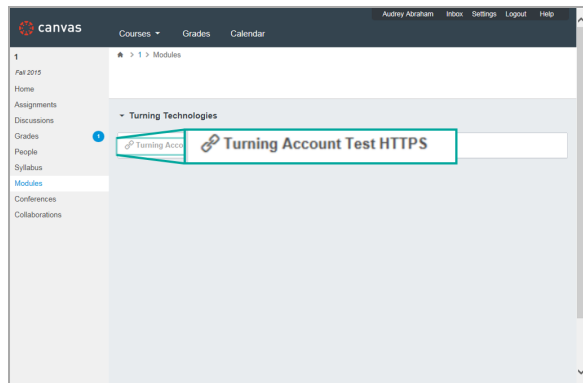 Audrey Abraham Inbox Settings Logout Help
canvas
Courses Grades Calendar
1
Fall 2015
Home
Assignments
Discussions
Grades 1
People
Syllabus
Modules
Conferences
Collaborations
> 1 > Modules
Turning Technologies
Turning Acco
Turning Account Test HTTPS